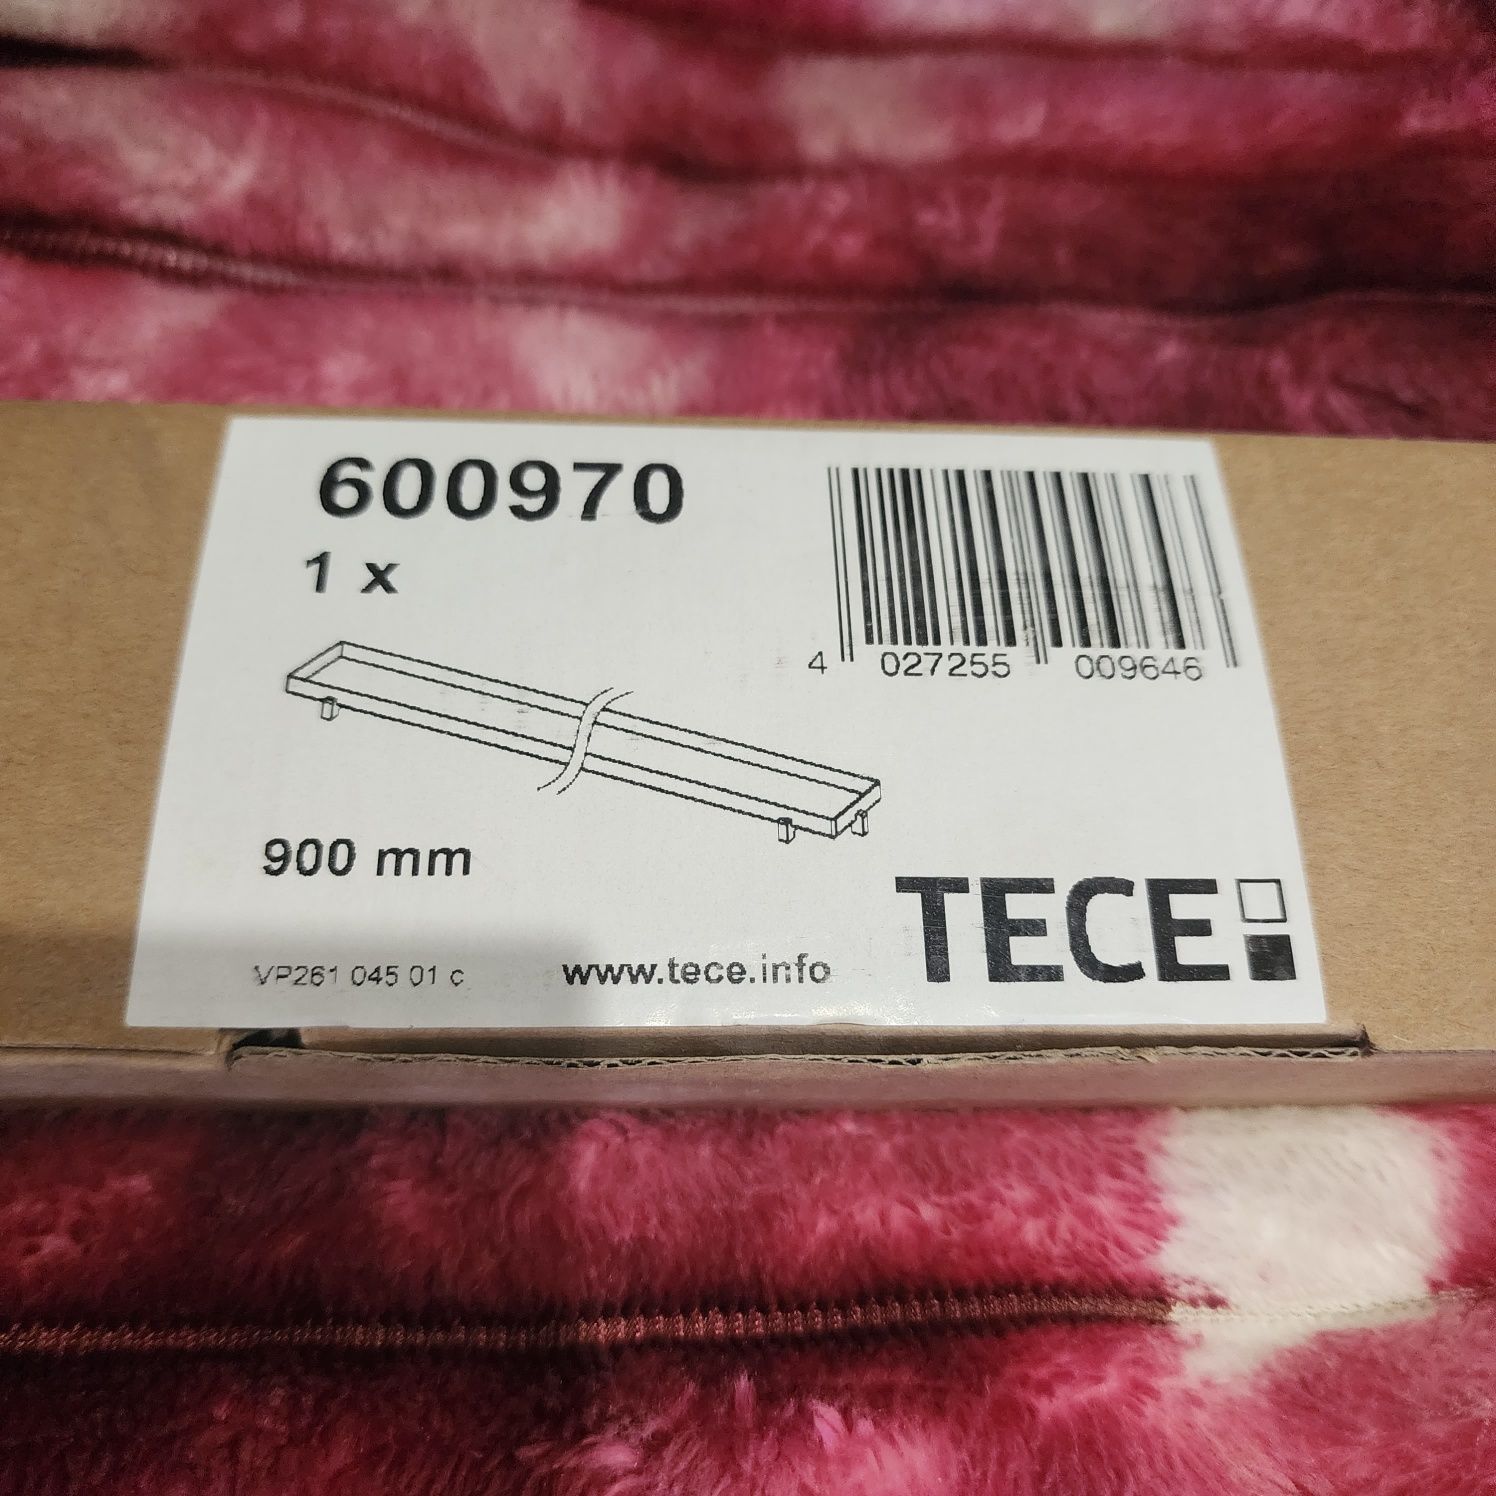 600970
1 x
4 027255 009646
900 mm
TECE
VP261 045 01 c
www.tece.info